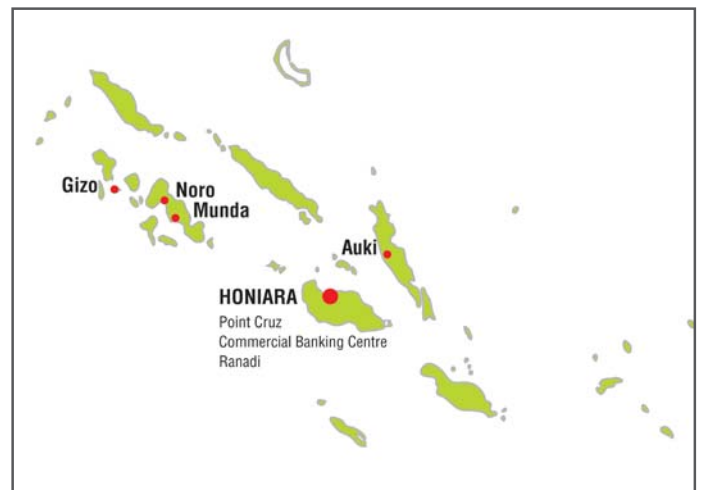 Gizo
Noro
Munda
Auki
HONIARA
Point Cruz
Commercial Banking Centre
Ranadi